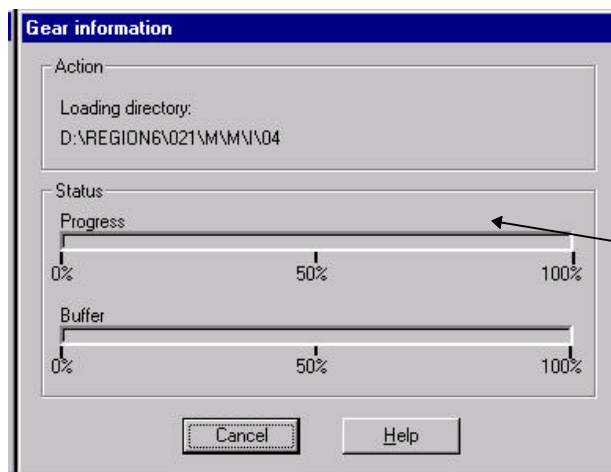 Gear information
Action
Loading directory:
D:\REGION6\021\M\M\I\04
Status
Progress
0% 50% 100%
Buffer
0% 50% 100%
Cancel Help